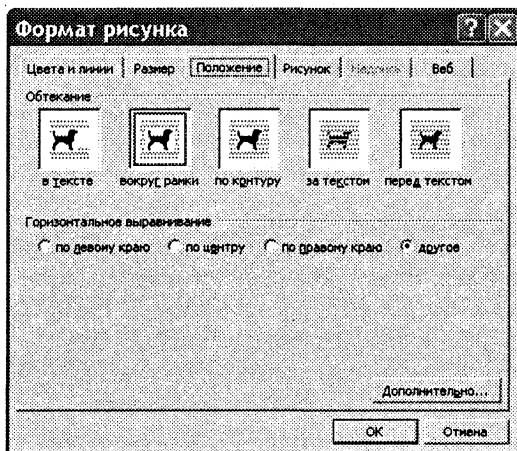 Формат рисунка
Цвета и линии Размер Положение Рисунок Надпись Веб
Обтекание
в тексте вокруг рамки по контуру за текстом перед текстом
Горизонтальное выравнивание
по левому краю по центру по правому краю другое
Дополнительно...
ОК Отмена